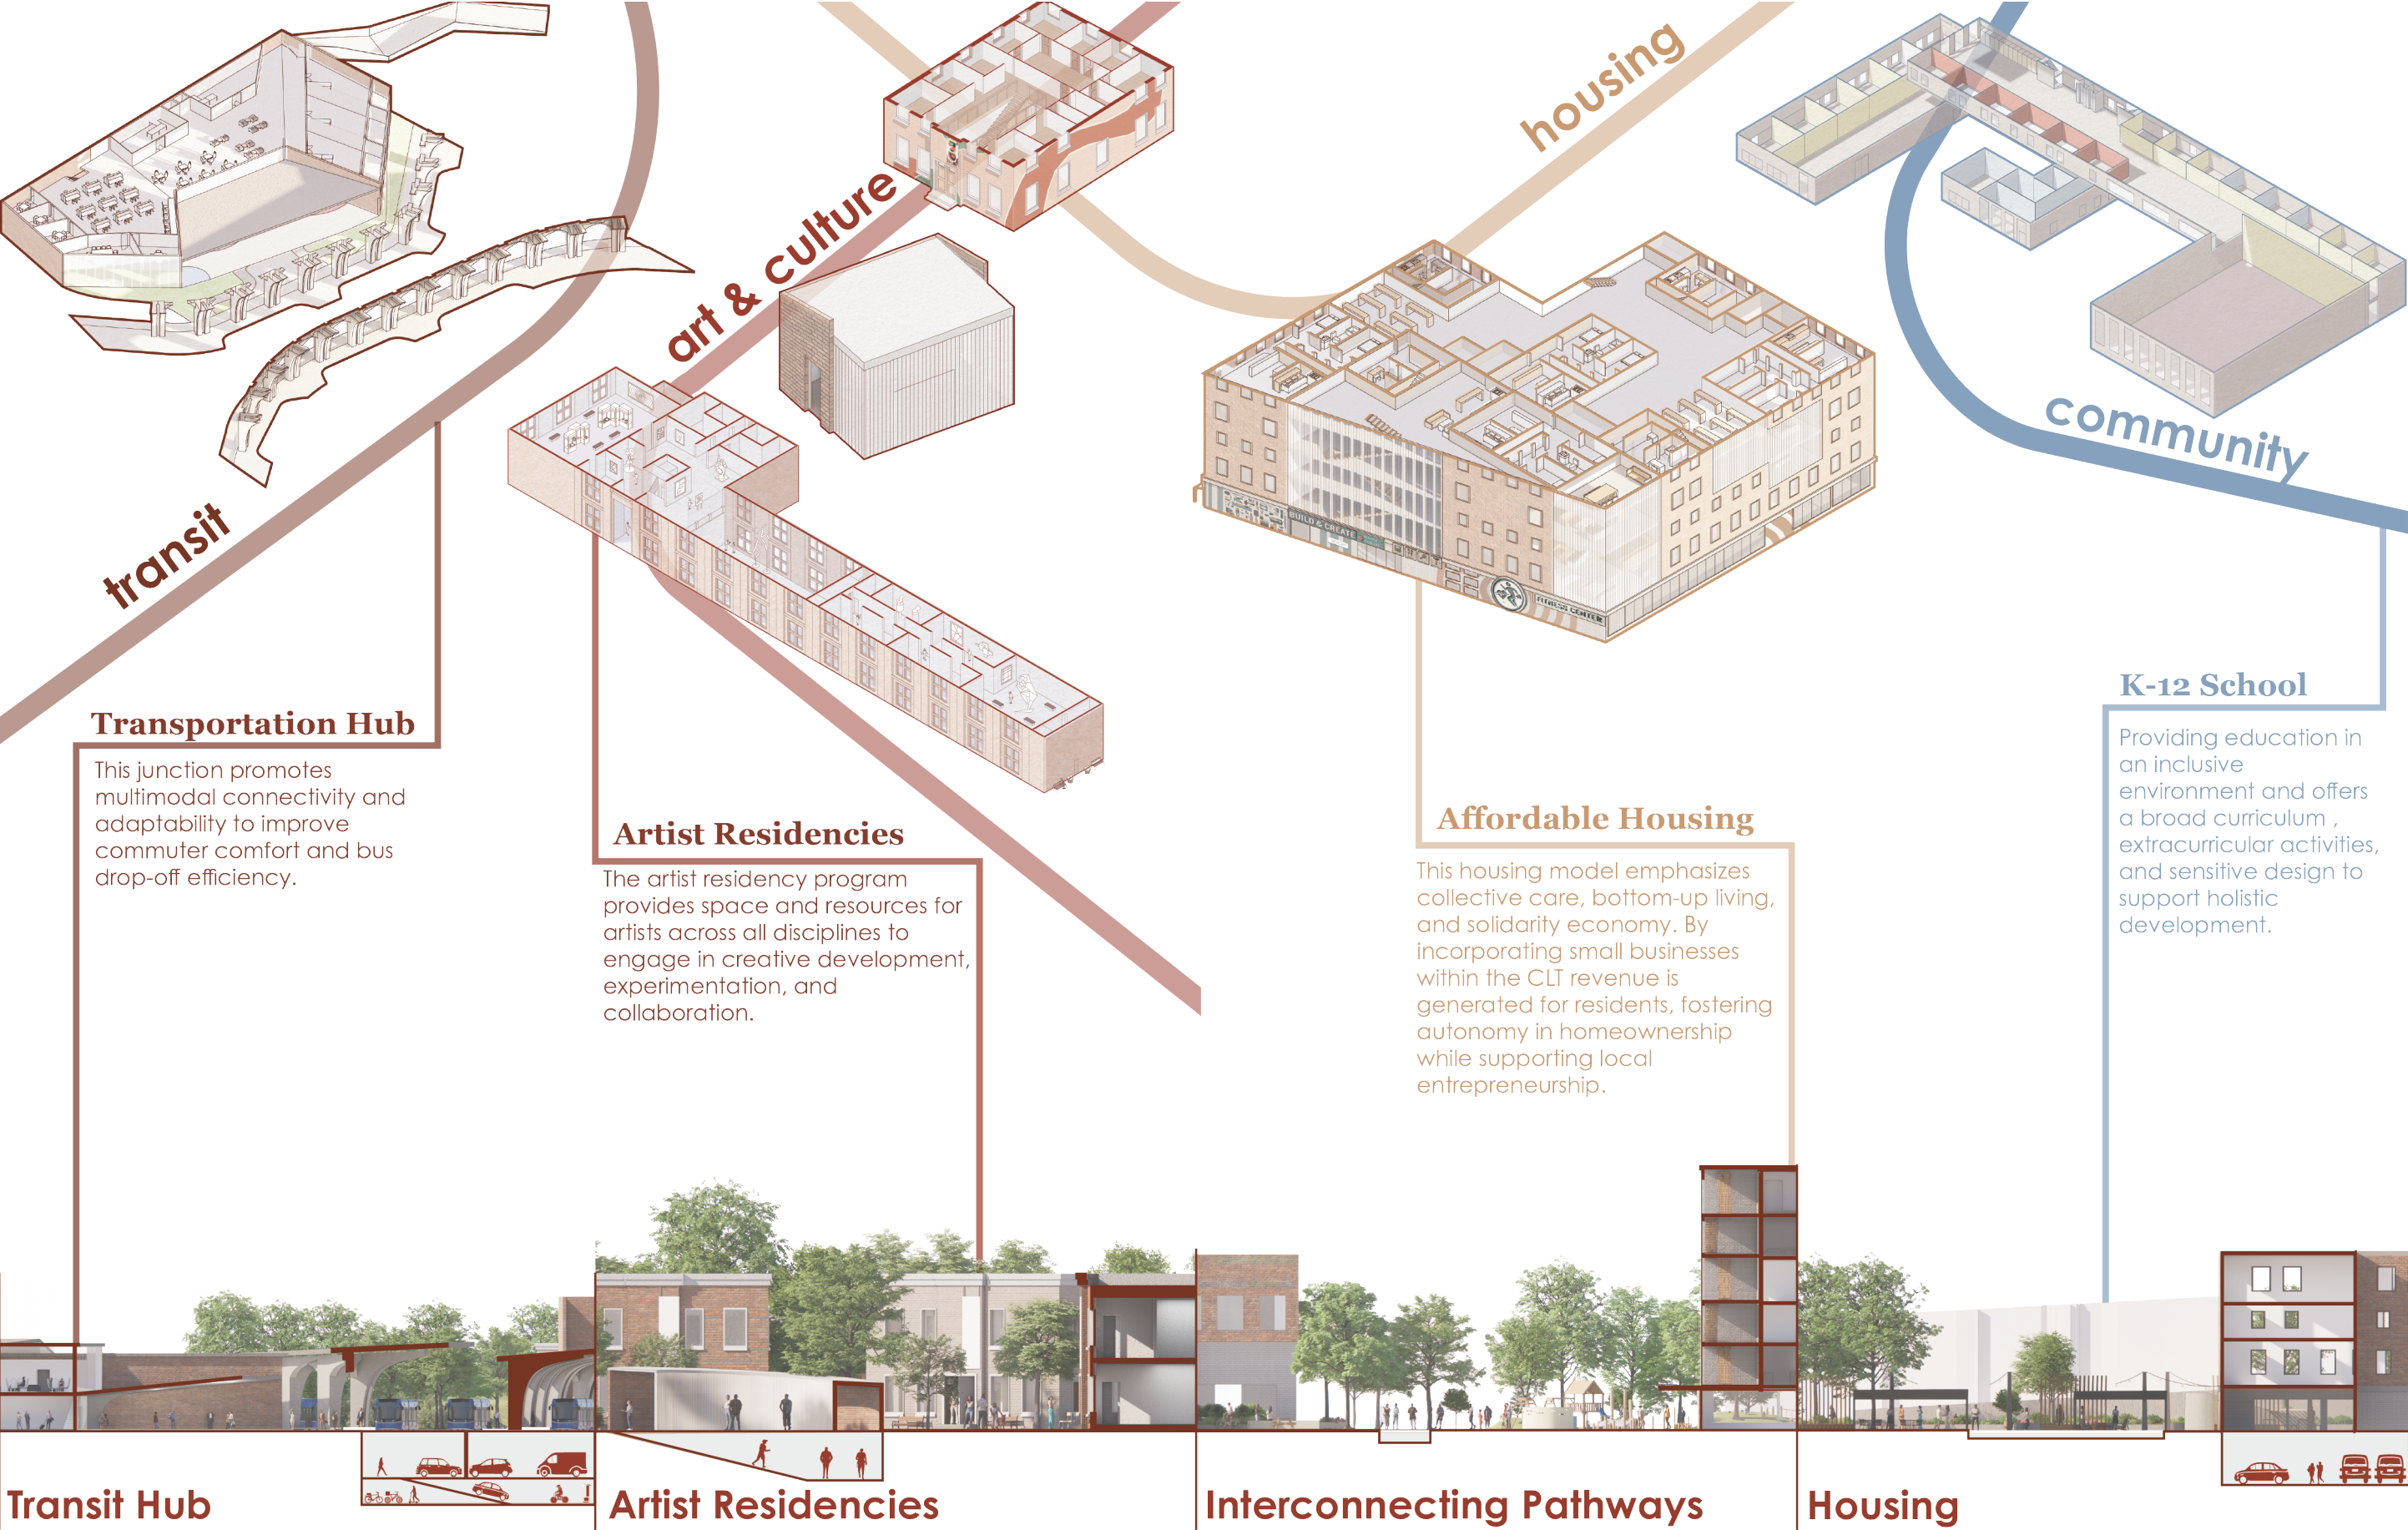 transit
art & culture
housing
community
BUILD & CREATE
FITNESS CENTER
Transportation Hub
This junction promotes
multimodal connectivity and
adaptability to improve
commuter comfort and bus
drop-off efficiency.
Artist Residencies
The artist residency program
provides space and resources for
artists across all disciplines to
engage in creative development,
experimentation, and
collaboration.
Affordable Housing
This housing model emphasizes
collective care, bottom-up living,
and solidarity economy. By
incorporating small businesses
within the CLT revenue is
generated for residents, fostering
autonomy in homeownership
while supporting local
entrepreneurship.
K-12 School
Providing education in
an inclusive
environment and offers
a broad curriculum ,
extracurricular activities,
and sensitive design to
support holistic
development.
Transit Hub
Artist Residencies
Interconnecting Pathways
Housing